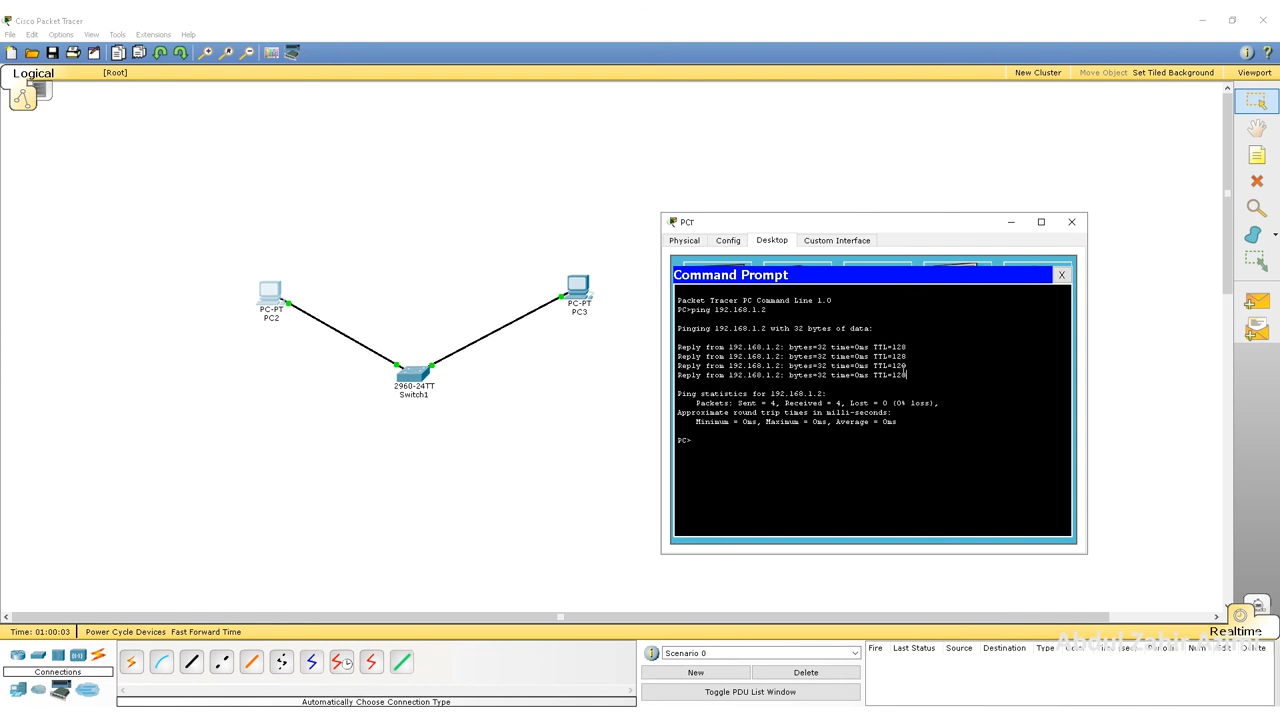 Cisco Packet Tracer
File Edit Options View Tools Extensions Help
Logical [Root] New Cluster Move Object Set Tiled Background Viewport
PC-PT
PC2
PC-PT
PC3
2960-24TT
Switch1
Physical Config Desktop Custom Interface
Command Prompt X
Packet Tracer PC Command Line 1.0
PC>ping 192.168.1.2
Pinging 192.168.1.2 with 32 bytes of data:
Reply from 192.168.1.2: bytes=32 time=0ms TTL=128
Reply from 192.168.1.2: bytes=32 time=0ms TTL=128
Reply from 192.168.1.2: bytes=32 time=0ms TTL=128
Reply from 192.168.1.2: bytes=32 time=0ms TTL=128
Ping statistics for 192.168.1.2:
Packets: Sent = 4, Received = 4, Lost = 0 (0% loss),
Approximate round trip times in milli-seconds:
Minimum = 0ms, Maximum = 0ms, Average = 0ms
PC>
Time: 01:00:03 Power Cycle Devices Fast Forward Time Realtime
Connections
Automatically Choose Connection Type
Scenario 0
New Delete
Toggle PDU List Window
Fire Last Status Source Destination Type
Abdul Zahir